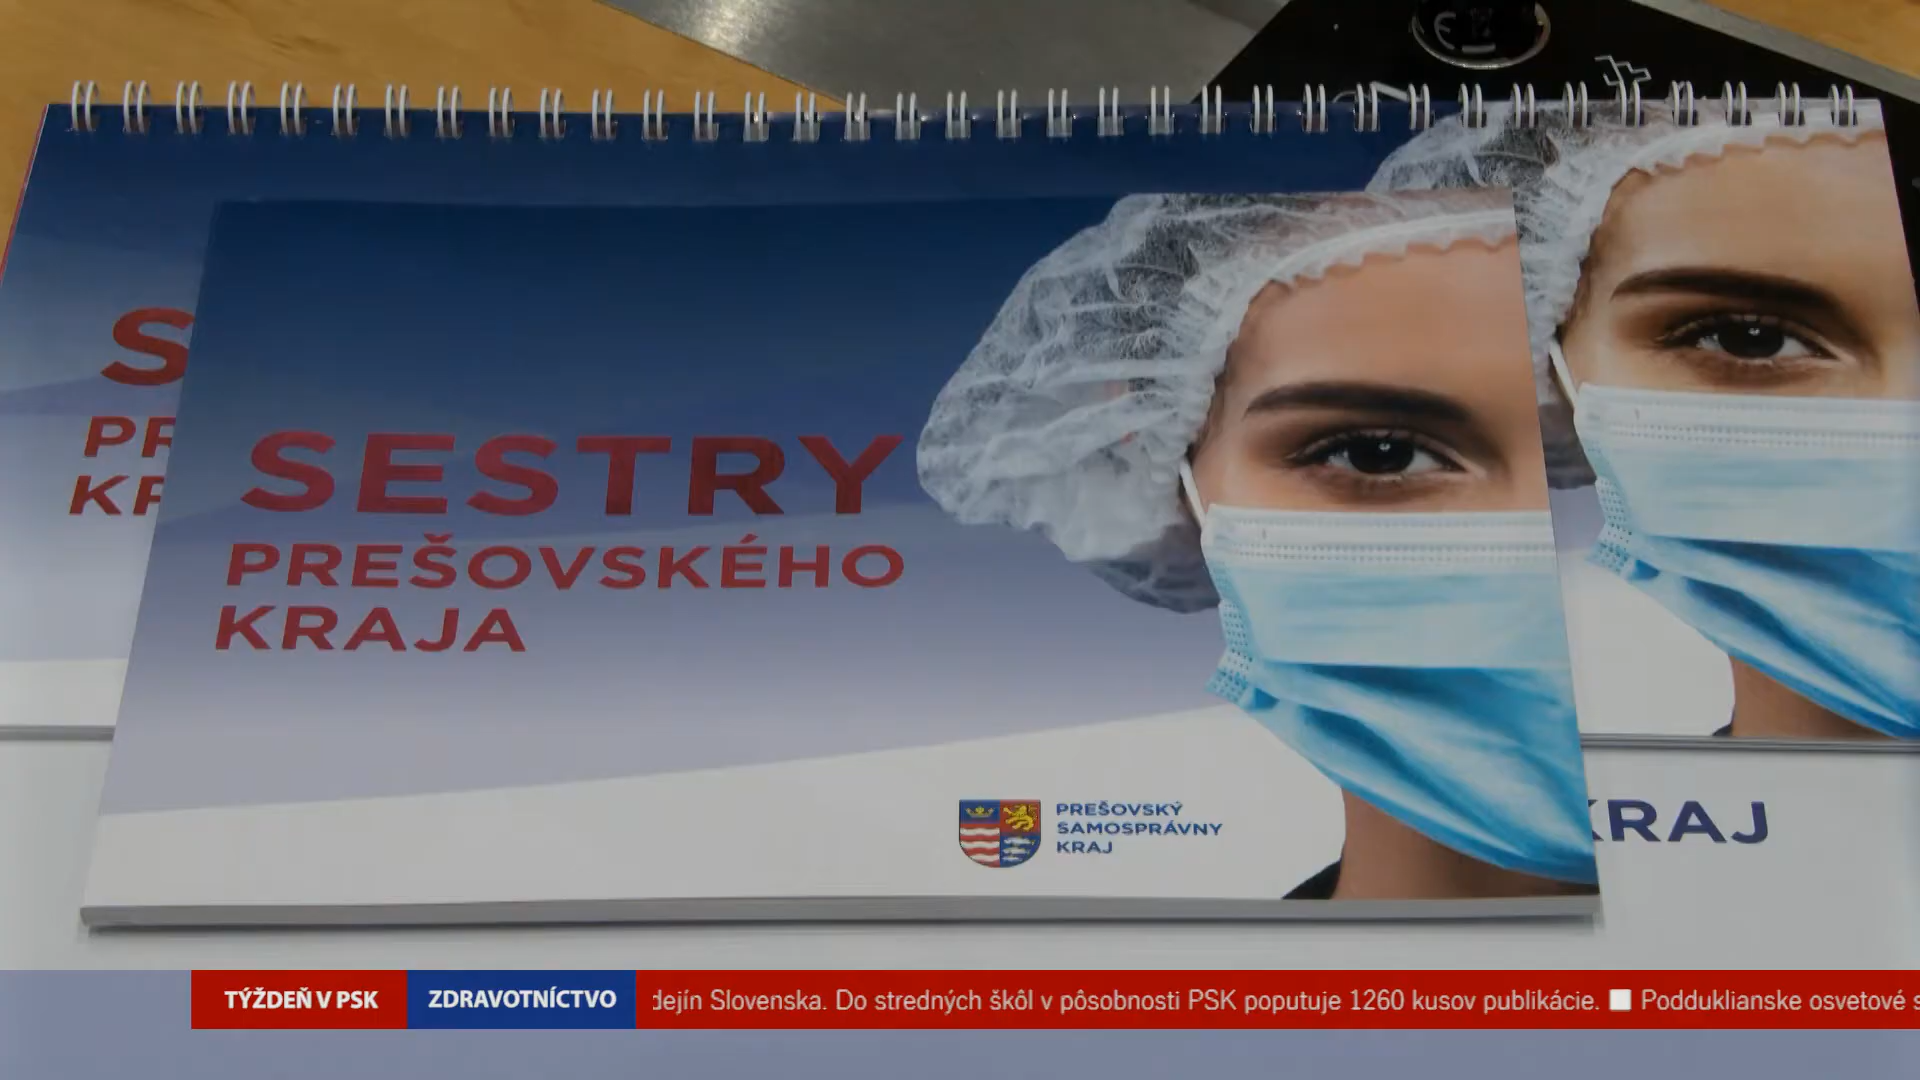 SESTRY
PREŠOVSKÉHO
KRAJA
PREŠOVSKÝ
SAMOSPRÁVNY
KRAJ
KRAJ
TÝŽDEŇ V PSK
ZDRAVOTNÍCTVO
dejín Slovenska. Do stredných škôl v pôsobnosti PSK poputuje 1260 kusov publikácie. Podduklianske osvetové